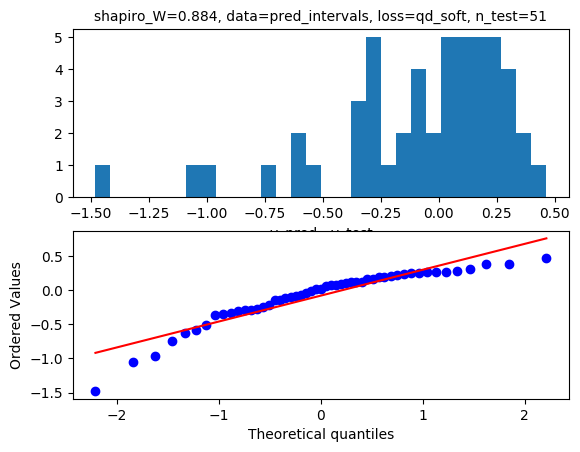 shapiro_W=0.884, data=pred_intervals, loss=qd_soft, n_test=51
5
4
3
2
1
0
−1.50 −1.25 −1.00 −0.75 −0.50 −0.25 0.00 0.25 0.50
0.5
0.0
−0.5
−1.0
−1.5
Ordered Values
−2 −1 0 1 2
Theoretical quantiles